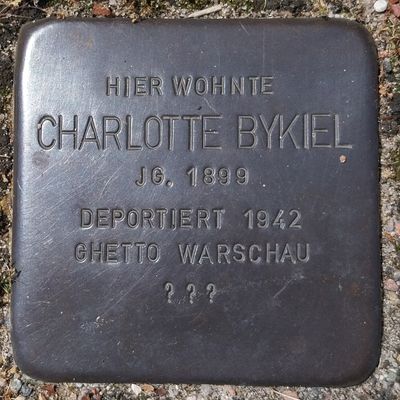 HIER WOHNTE
CHARLOTTE BYKIEL
JG. 1899
DEPORTIERT 1942
GHETTO WARSCHAU
? ? ?